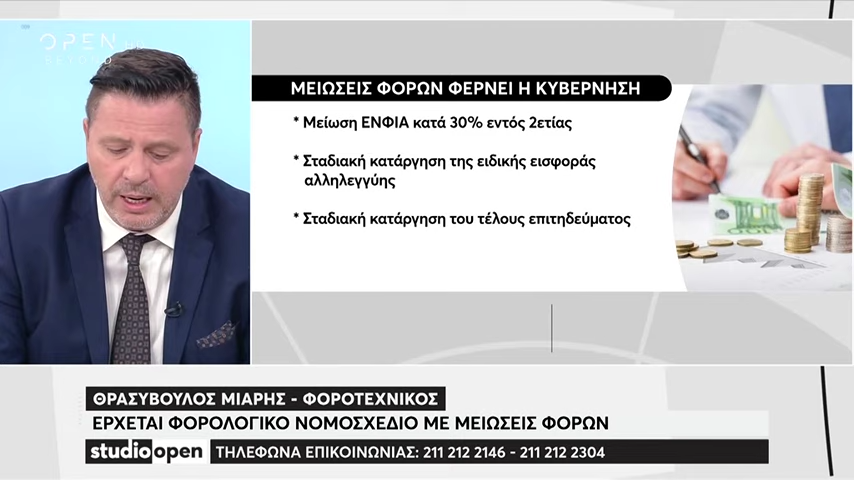 OPEN
BEYOND
ΜΕΙΩΣΕΙΣ ΦΟΡΩΝ ΦΕΡΝΕΙ Η ΚΥΒΕΡΝΗΣΗ
* Μείωση ΕΝΦΙΑ κατά 30% εντός 2ετίας
* Σταδιακή κατάργηση της ειδικής εισφοράς
αλληλεγγύης
* Σταδιακή κατάργηση του τέλους επιτηδεύματος
ΘΡΑΣΥΒΟΥΛΟΣ ΜΙΑΡΗΣ - ΦΟΡΟΤΕΧΝΙΚΟΣ
ΕΡΧΕΤΑΙ ΦΟΡΟΛΟΓΙΚΟ ΝΟΜΟΣΧΕΔΙΟ ΜΕ ΜΕΙΩΣΕΙΣ ΦΟΡΩΝ
studioopen ΤΗΛΕΦΩΝΑ ΕΠΙΚΟΙΝΩΝΙΑΣ: 211 212 2146 - 211 212 2304